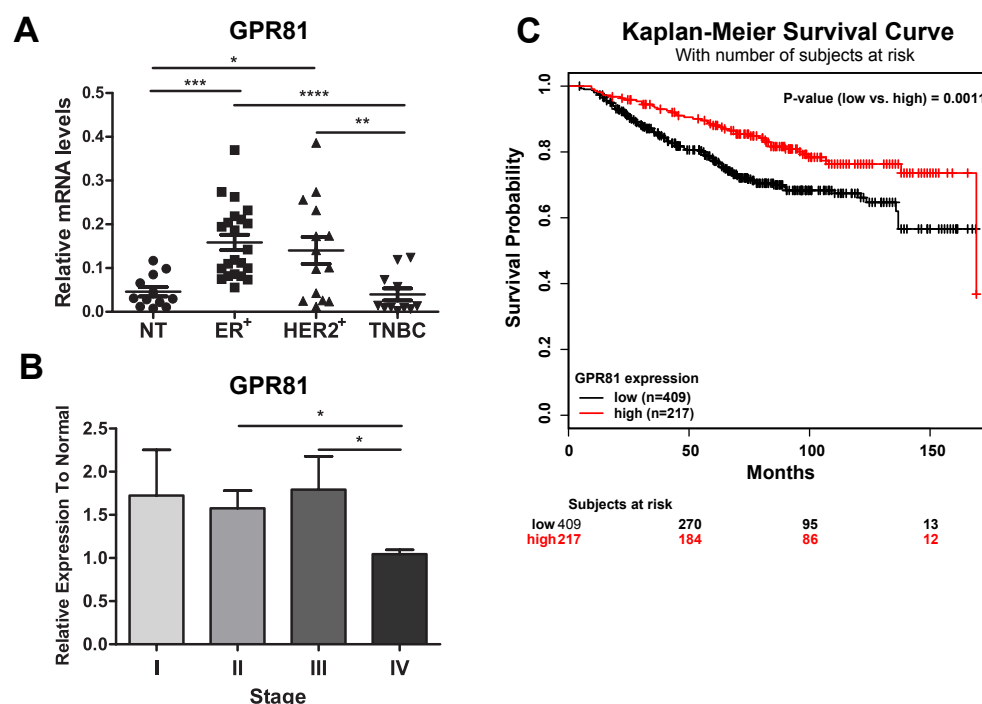 A
GPR81
*
***
****
**
Relative mRNA levels
0.5
0.4
0.3
0.2
0.1
0.0
NT ER+ HER2+ TNBC
B
GPR81
*
*
Relative Expression To Normal
2.5
2.0
1.5
1.0
0.5
0.0
I II III IV
Stage
C
Kaplan-Meier Survival Curve
With number of subjects at risk
P-value (low vs. high) = 0.0011
Survival Probability
1.0
0.8
0.6
0.4
0.2
0.0
GPR81 expression
low (n=409)
high (n=217)
0 50 100 150
Months
Subjects at risk
low 409 270 95 13
high 217 184 86 12